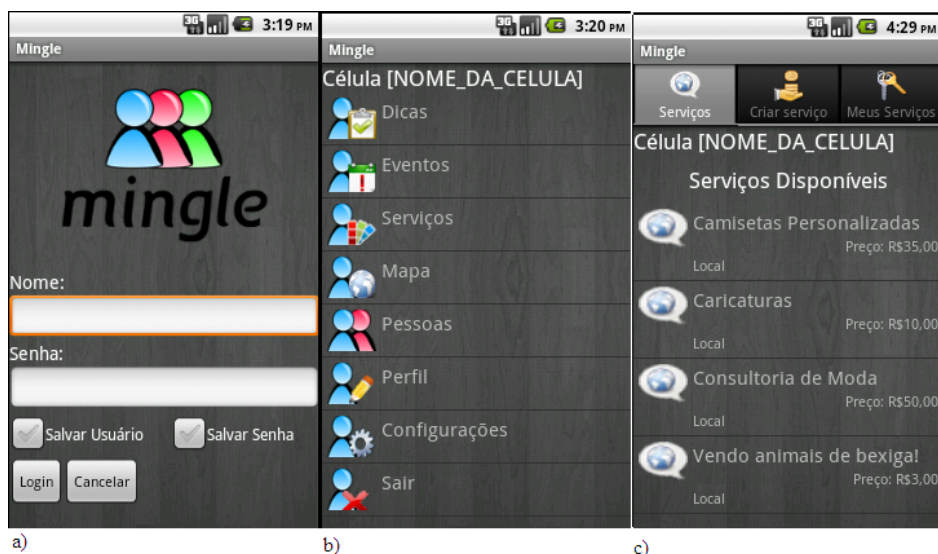 3G 3:19 PM
Mingle
mingle
Nome:
Senha:
Salvar Usuário Salvar Senha
Login Cancelar
a)
3G 3:20 PM
Mingle
Célula [NOME_DA_CELULA]
Dicas
Eventos
Serviços
Mapa
Pessoas
Perfil
Configurações
Sair
b)
3G 4:29 PM
Mingle
Serviços Criar serviço Meus Serviços
Célula [NOME_DA_CELULA]
Serviços Disponíveis
Camisetas Personalizadas
Preço: R$35,00
Local
Caricaturas
Preço: R$10,00
Local
Consultoria de Moda
Preço: R$50,00
Local
Vendo animais de bexiga!
Preço: R$3,00
Local
c)